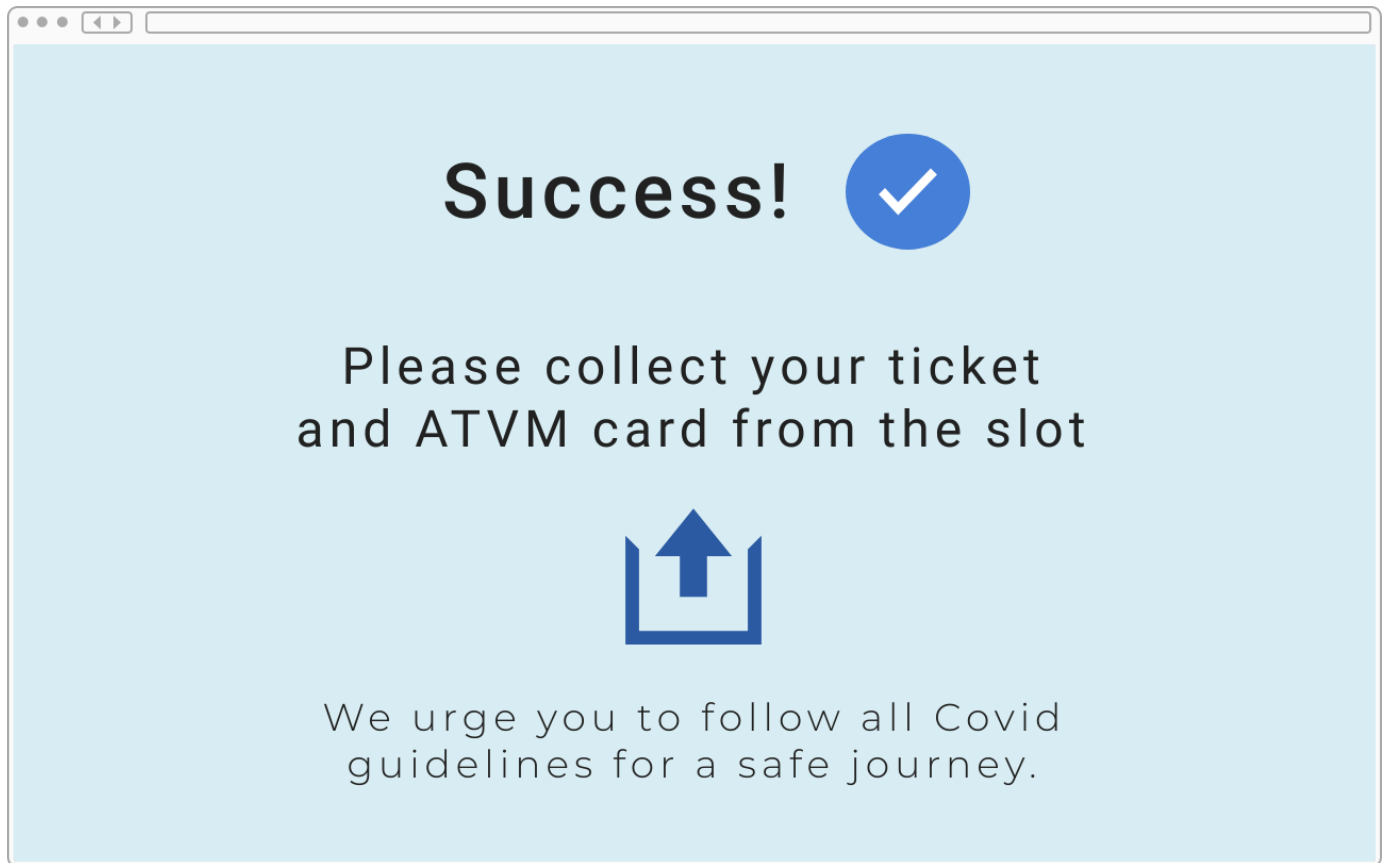 Success!
Please collect your ticket
and ATVM card from the slot
We urge you to follow all Covid
guidelines for a safe journey.